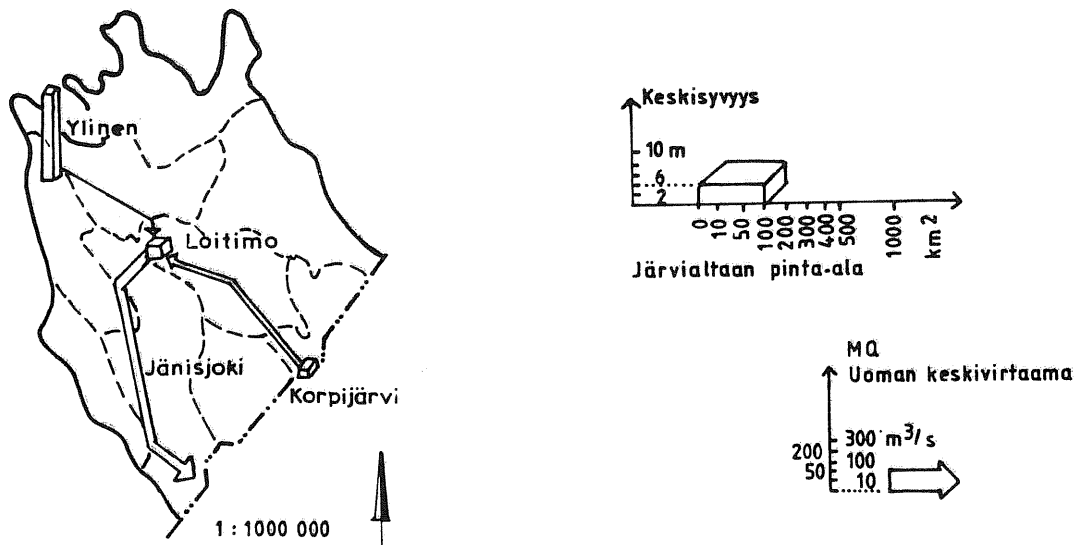 Ylinen
Loitimo
Jänisjoki
Korpijärvi
1 : 1000 000
Keskisyvyys
10 m
6
2
0 10 50 100 200 300 400 500 1000 km²
Järvialtaan pinta-ala
MQ
Uoman keskivirtaama
300 m³/s
200
100
50
10